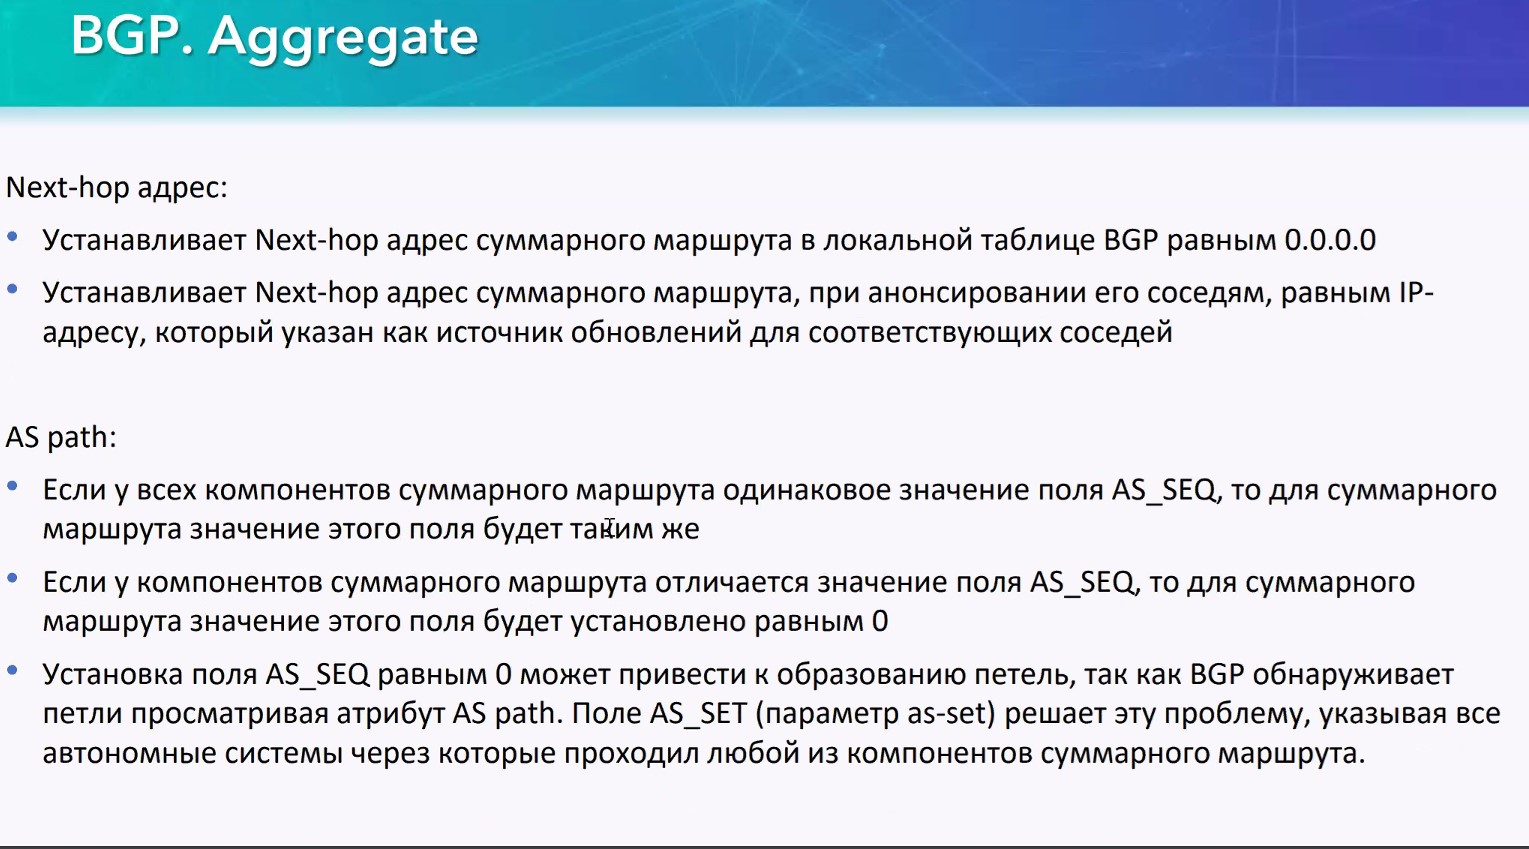 BGP. Aggregate
Next-hop адрес:
• Устанавливает Next-hop адрес суммарного маршрута в локальной таблице BGP равным 0.0.0.0
• Устанавливает Next-hop адрес суммарного маршрута, при анонсировании его соседям, равным IP-
адресу, который указан как источник обновлений для соответствующих соседей
AS path:
• Если у всех компонентов суммарного маршрута одинаковое значение поля AS_SEQ, то для суммарного
маршрута значение этого поля будет таким же
• Если у компонентов суммарного маршрута отличается значение поля AS_SEQ, то для суммарного
маршрута значение этого поля будет установлено равным 0
• Установка поля AS_SEQ равным 0 может привести к образованию петель, так как BGP обнаруживает
петли просматривая атрибут AS path. Поле AS_SET (параметр as-set) решает эту проблему, указывая все
автономные системы через которые проходил любой из компонентов суммарного маршрута.